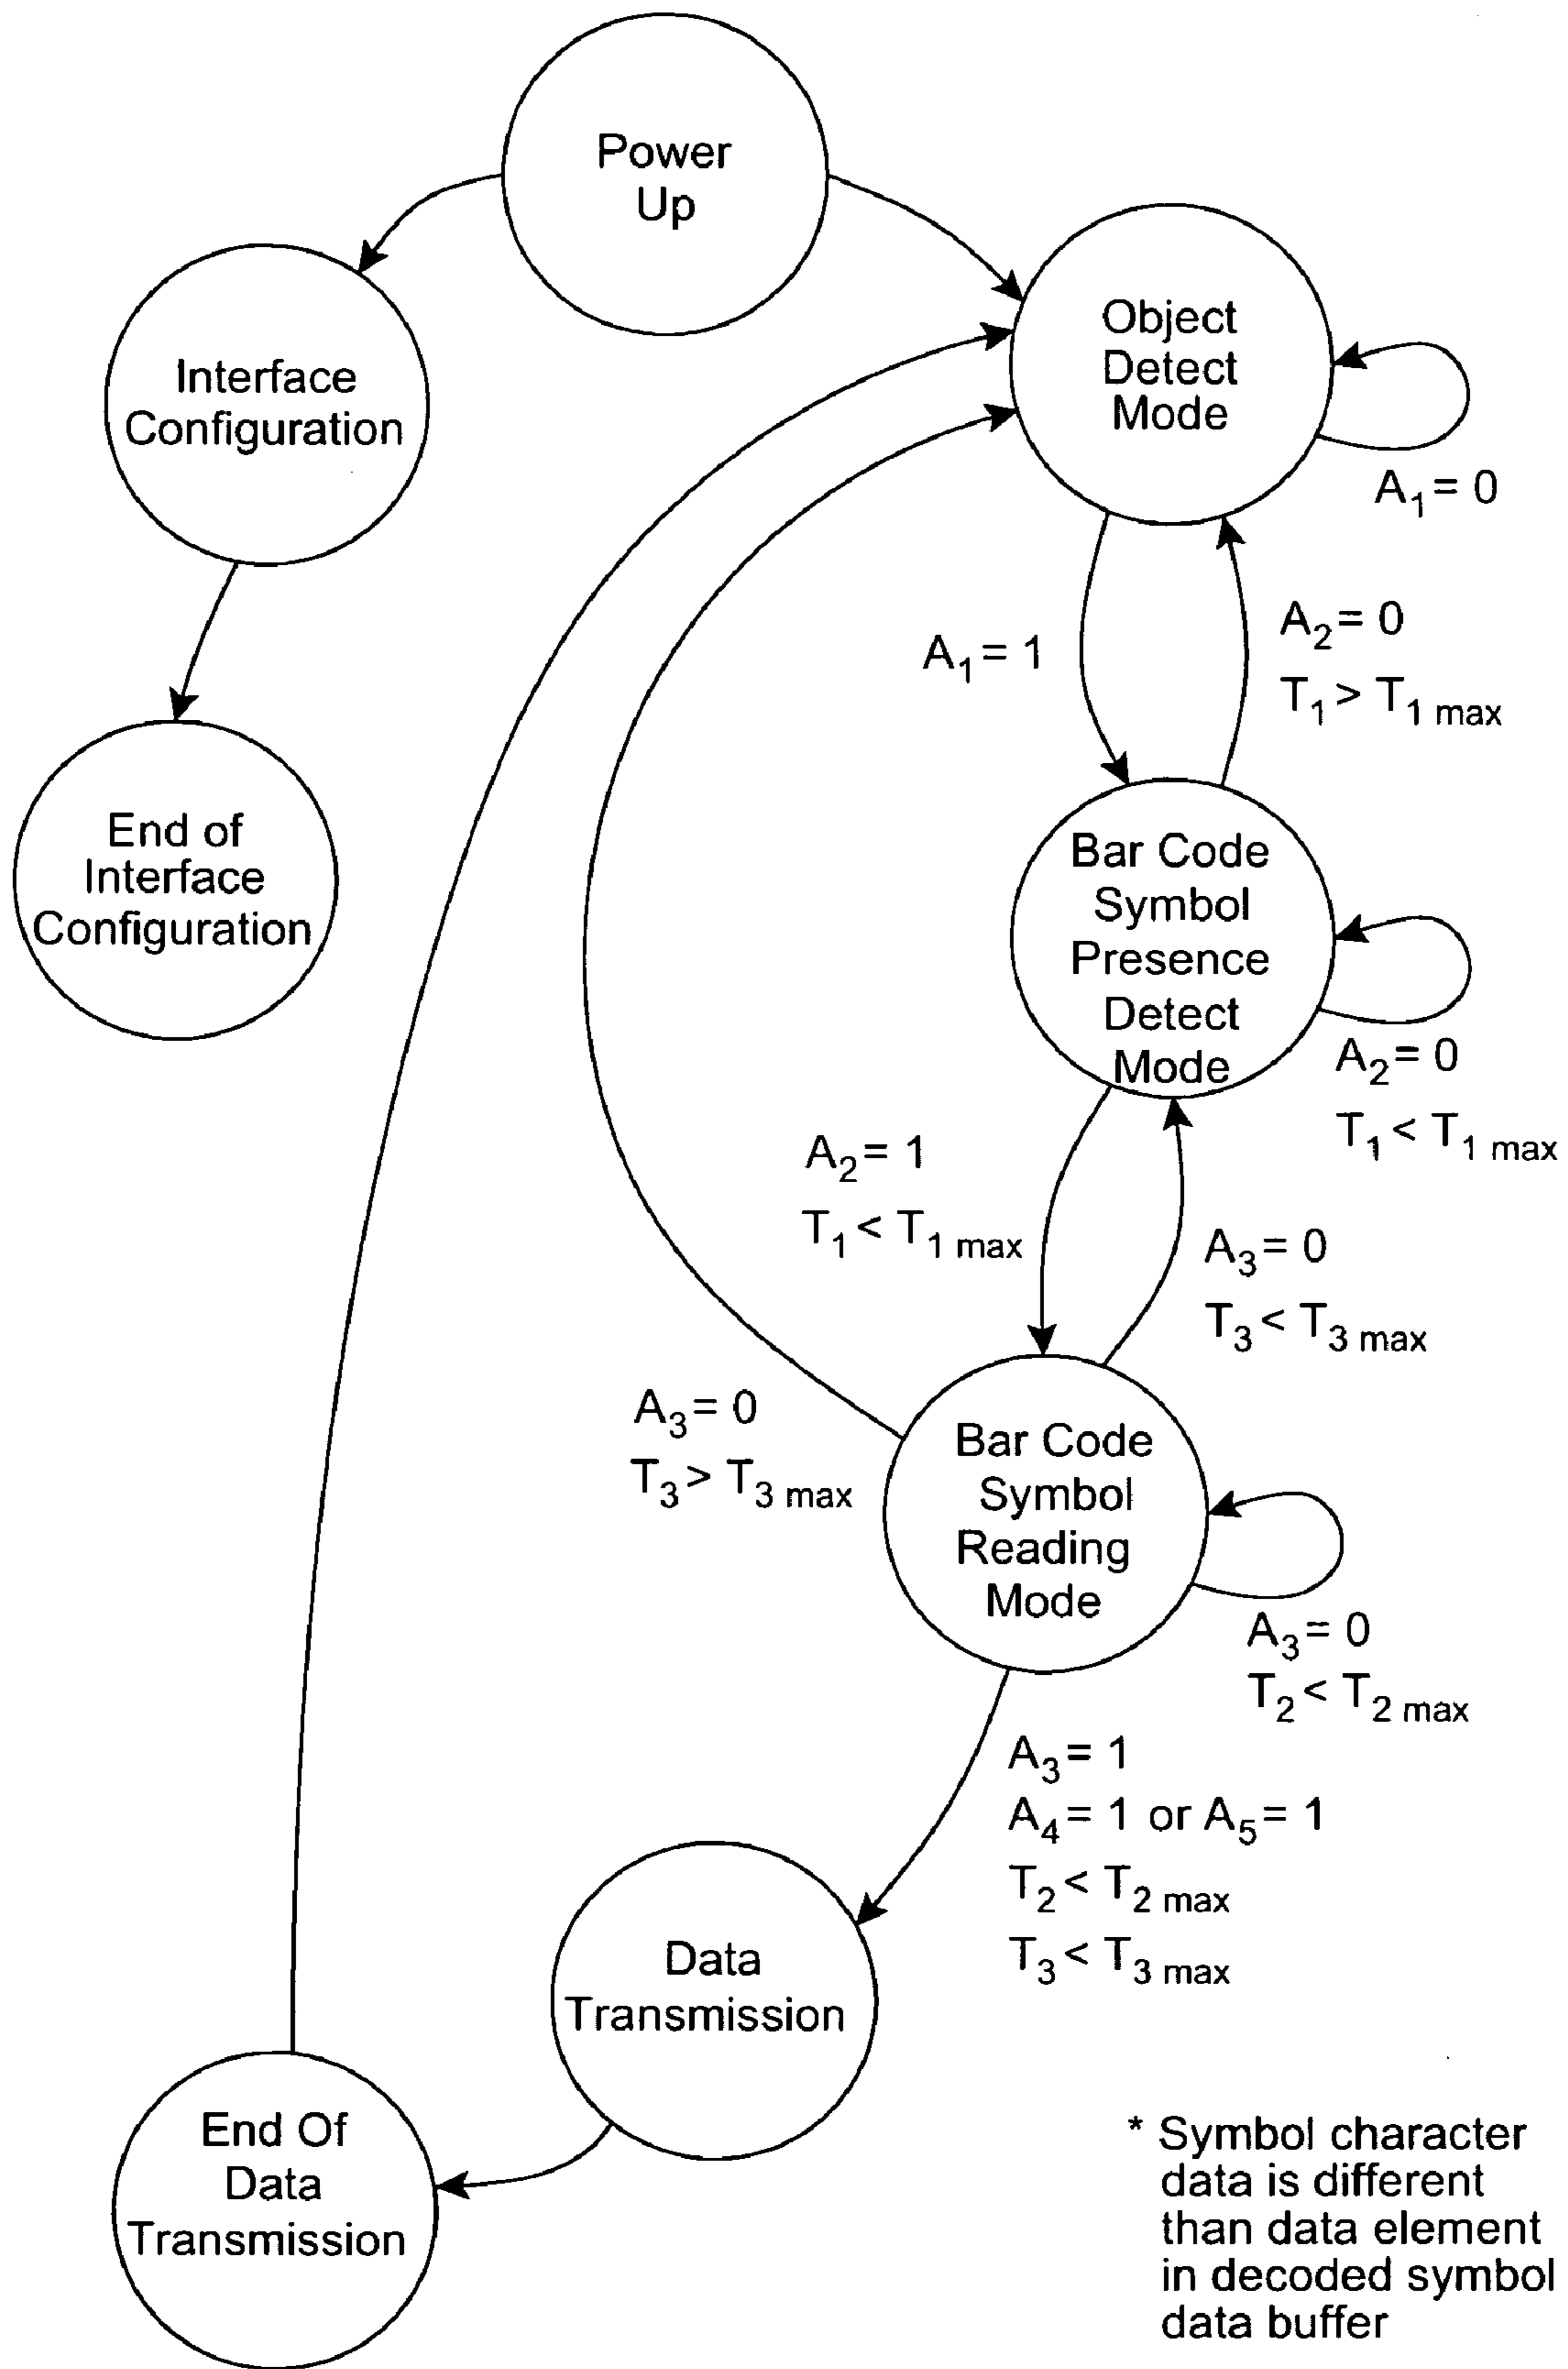 Power
Up
Object
Detect
Mode
Interface
Configuration
A₁ = 0
A₁ = 1
A₂ = 0
T₁ > T₁ max
End of
Interface
Configuration
Bar Code
Symbol
Presence
Detect
Mode
A₂ = 0
T₁ < T₁ max
A₂ = 1
T₁ < T₁ max
A₃ = 0
T₃ < T₃ max
A₃ = 0
T₃ > T₃ max
Bar Code
Symbol
Reading
Mode
A₃ = 0
T₂ < T₂ max
A₃ = 1
A₄ = 1 or A₅ = 1
T₂ < T₂ max
T₃ < T₃ max
Data
Transmission
End Of
Data
Transmission
* Symbol character
data is different
than data element
in decoded symbol
data buffer